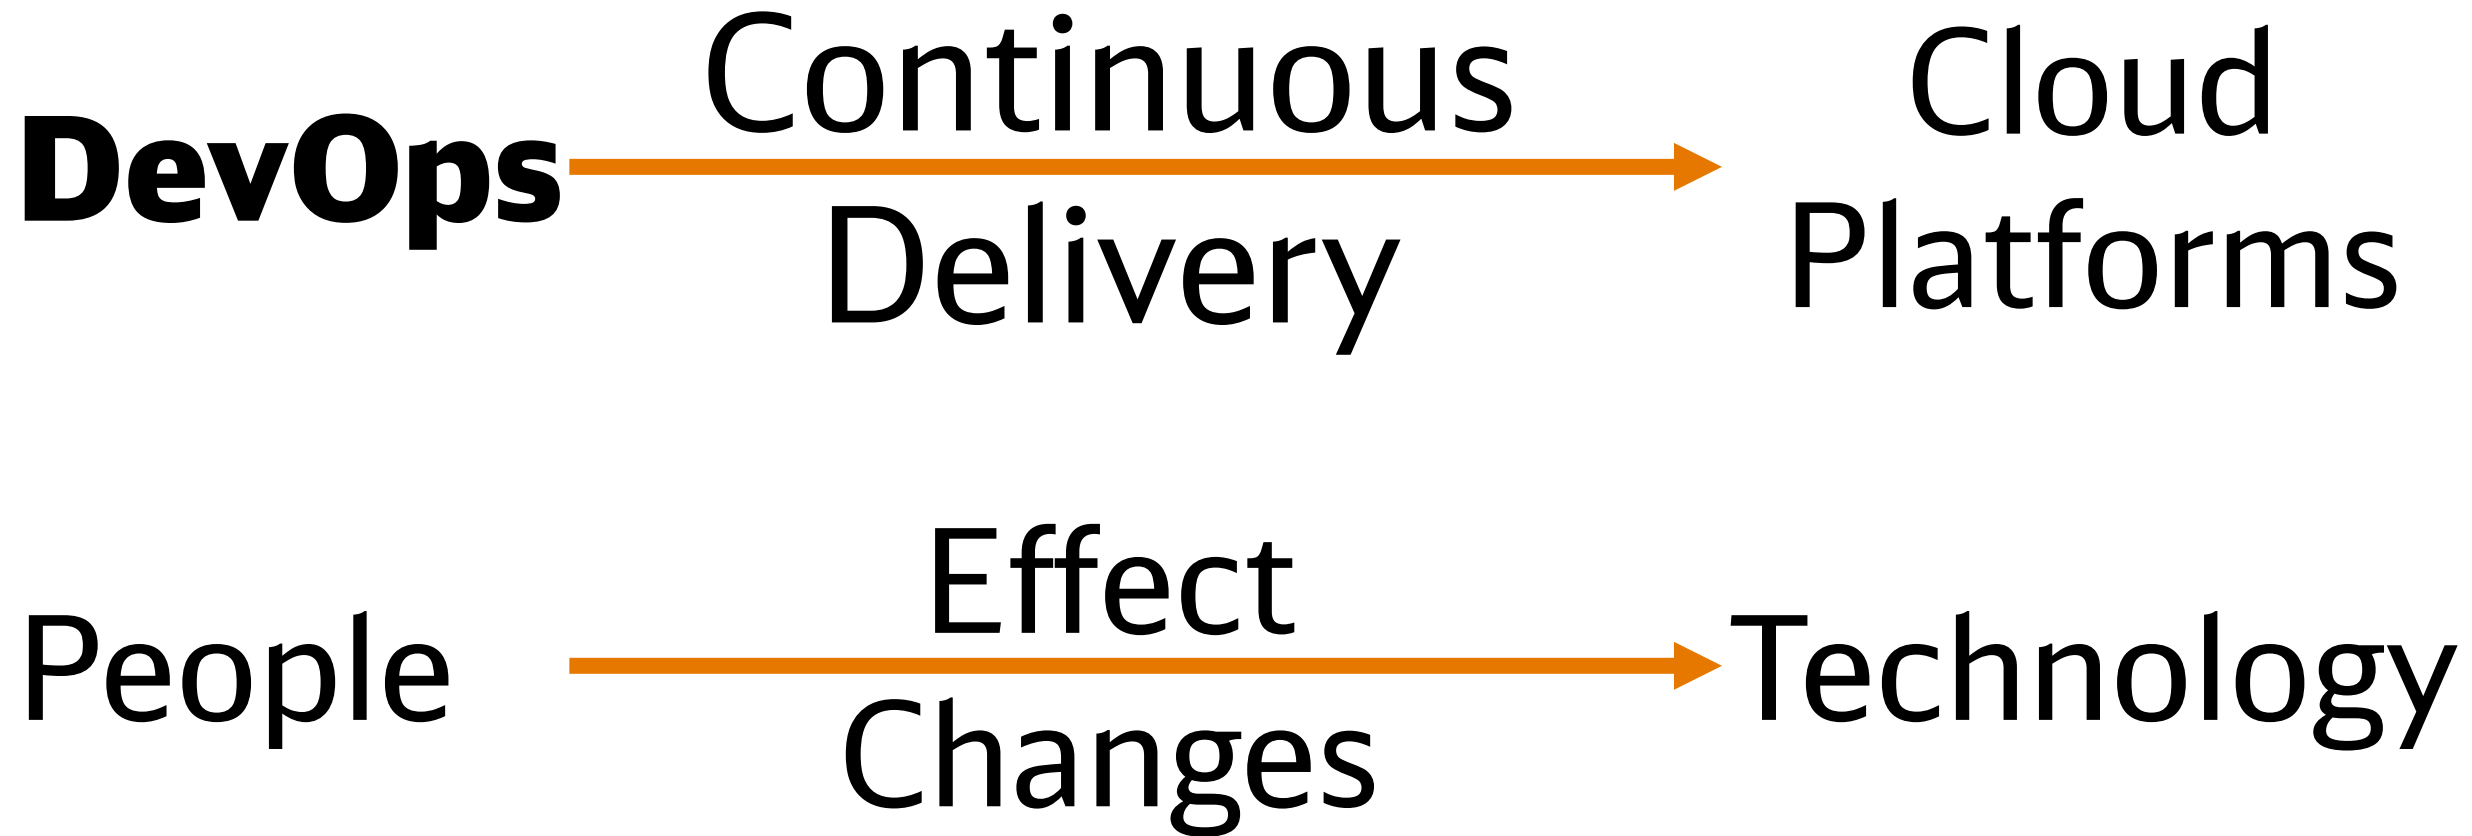 DevOps
Continuous
Delivery
Cloud
Platforms
People
Effect
Changes
Technology